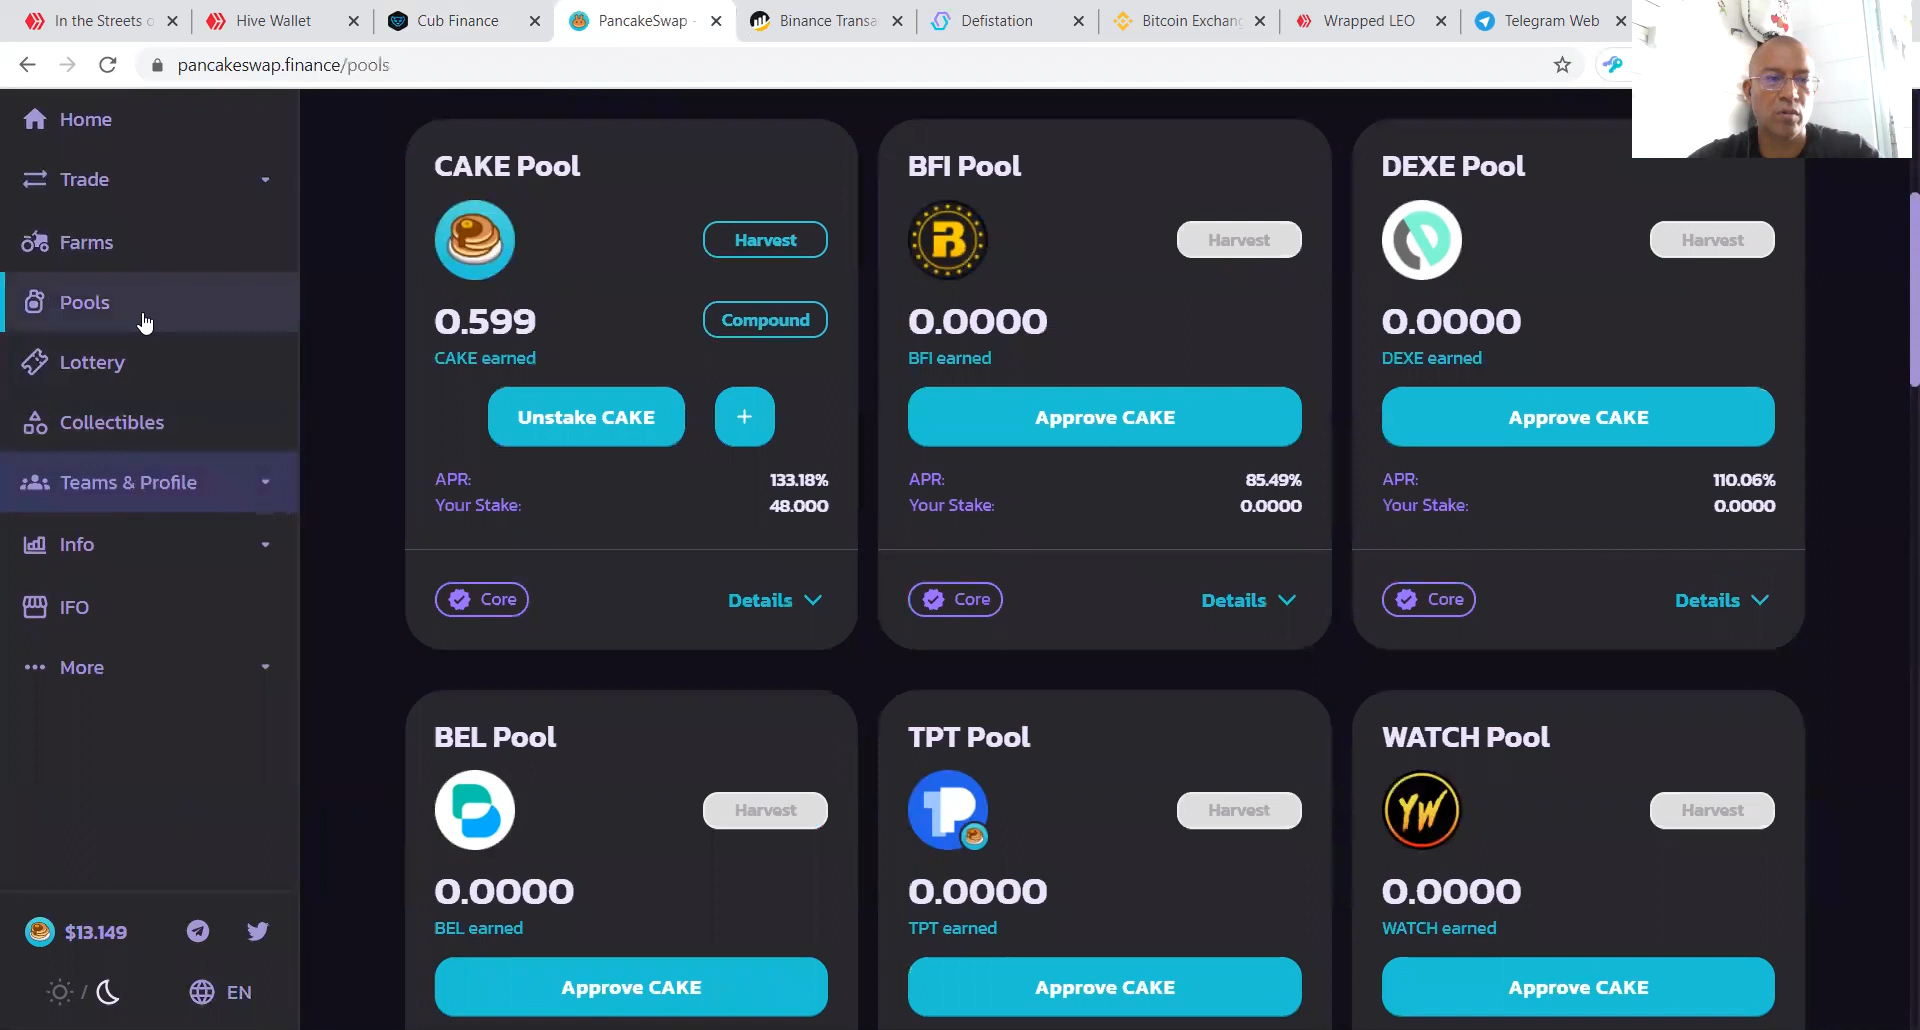 In the Streets o
Hive Wallet
Cub Finance
PancakeSwap -
Binance Transa
Defistation
Bitcoin Exchang
Wrapped LEO
Telegram Web
pancakeswap.finance/pools
Home
Trade
Farms
Pools
Lottery
Collectibles
Teams & Profile
Info
IFO
More
$13.149
/
EN
CAKE Pool
Harvest
0.599
Compound
CAKE earned
Unstake CAKE
+
APR: 133.18%
Your Stake: 48.000
Core
Details
BFI Pool
Harvest
0.0000
BFI earned
Approve CAKE
APR: 85.49%
Your Stake: 0.0000
Core
Details
DEXE Pool
Harvest
0.0000
DEXE earned
Approve CAKE
APR: 110.06%
Your Stake: 0.0000
Core
Details
BEL Pool
Harvest
0.0000
BEL earned
Approve CAKE
TPT Pool
Harvest
0.0000
TPT earned
Approve CAKE
WATCH Pool
YW
Harvest
0.0000
WATCH earned
Approve CAKE